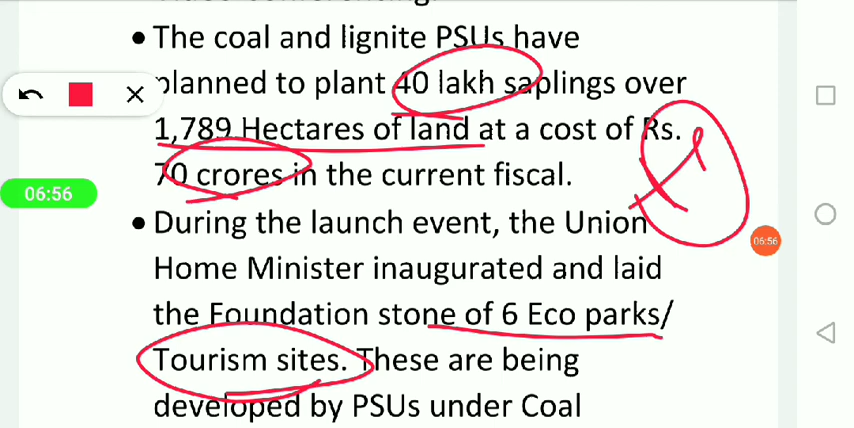 • The coal and lignite PSUs have
planned to plant 40 lakh saplings over
1,789 Hectares of land at a cost of Rs.
70 crores in the current fiscal.
06:56
• During the launch event, the Union
06:56
Home Minister inaugurated and laid
the Foundation stone of 6 Eco parks/
Tourism sites. These are being
developed by PSUs under Coal